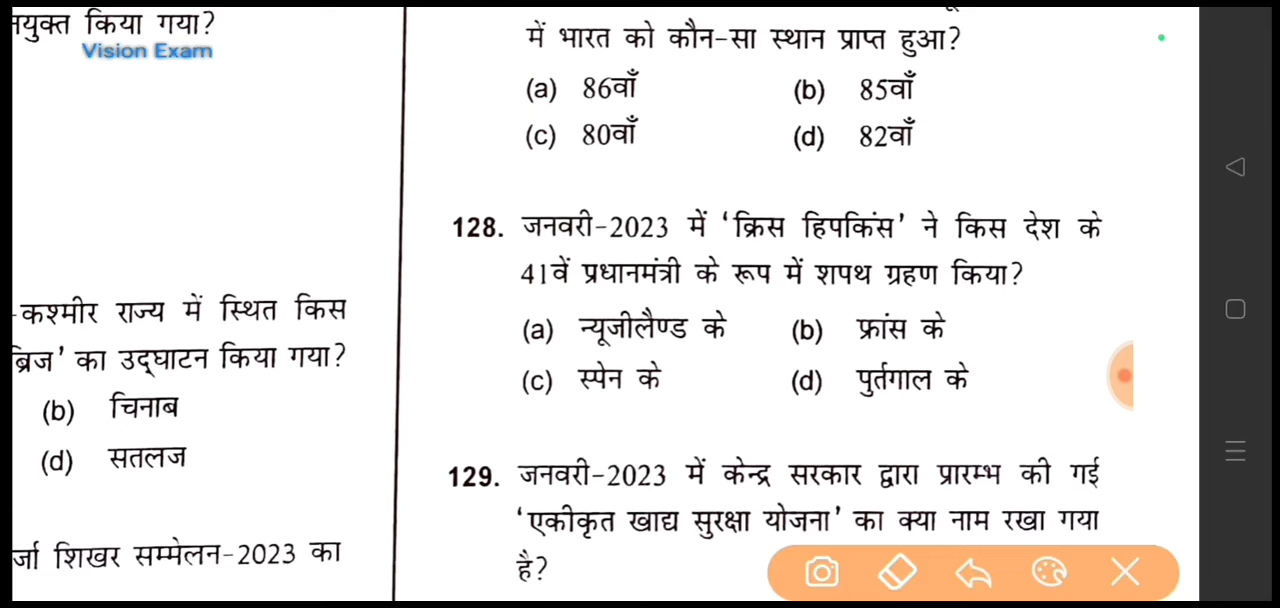 नयुक्त किया गया?
Vision Exam
कश्मीर राज्य में स्थित किस
ब्रिज' का उद्घाटन किया गया?
(b) चिनाब
(d) सतलज
र्जा शिखर सम्मेलन-2023 का
में भारत को कौन-सा स्थान प्राप्त हुआ?
(a) 86वाँ (b) 85वाँ
(c) 80वाँ (d) 82वाँ
128. जनवरी-2023 में 'क्रिस हिपकिंस' ने किस देश के
41वें प्रधानमंत्री के रूप में शपथ ग्रहण किया?
(a) न्यूजीलैण्ड के (b) फ्रांस के
(c) स्पेन के (d) पुर्तगाल के
129. जनवरी-2023 में केन्द्र सरकार द्वारा प्रारम्भ की गई
'एकीकृत खाद्य सुरक्षा योजना' का क्या नाम रखा गया
है?